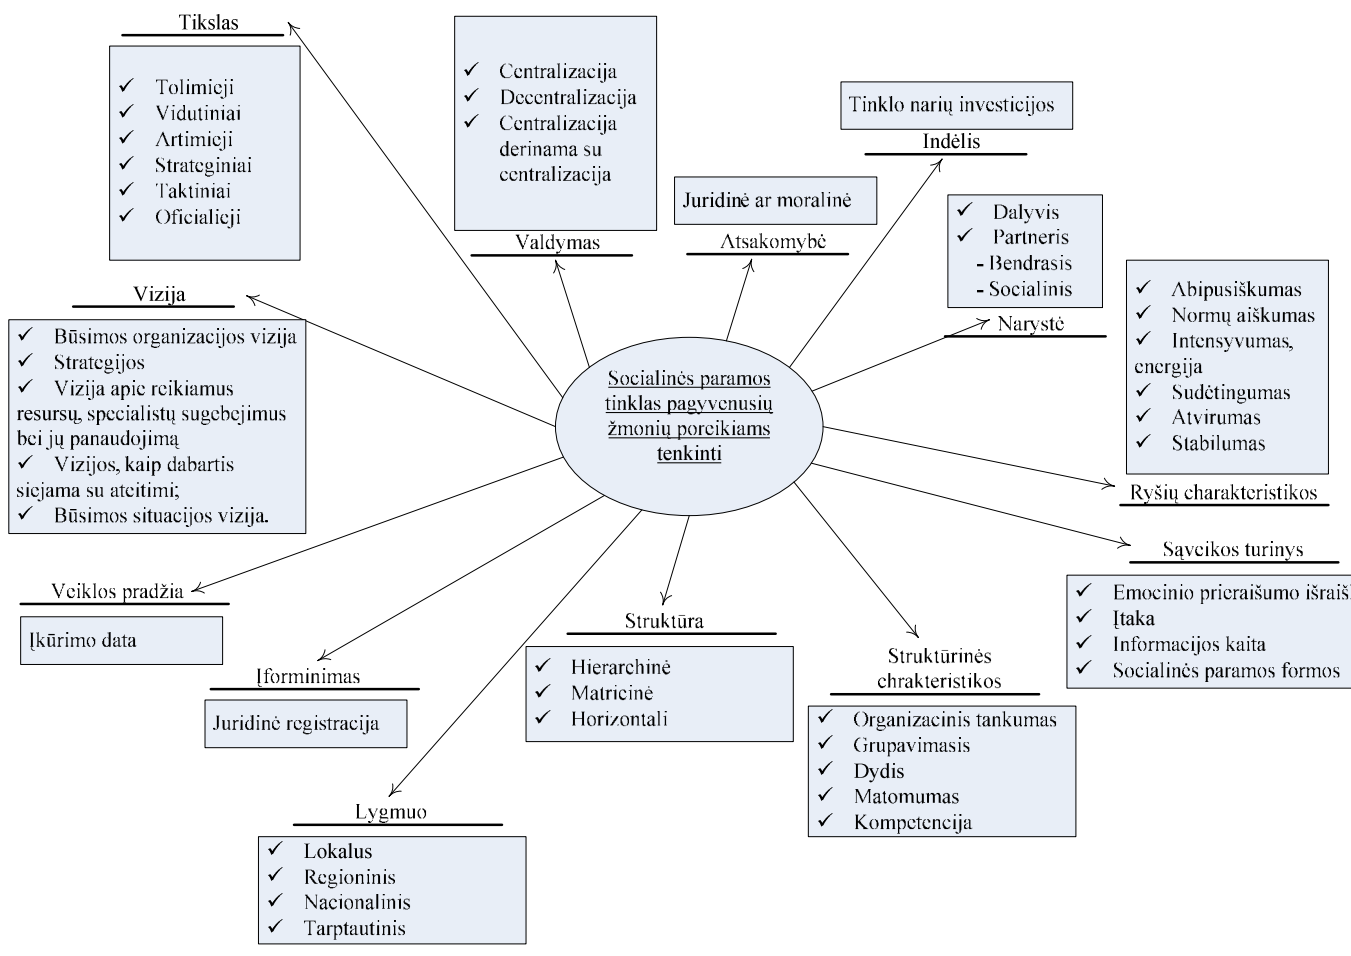 Tikslas
✓ Tolimieji
✓ Vidutiniai
✓ Artimieji
✓ Strateginiai
✓ Taktiniai
✓ Oficialieji
✓ Centralizacija
✓ Decentralizacija
✓ Centralizacija
derinama su
centralizacija
Valdymas
Juridinė ar moralinė
Atsakomybė
Tinklo narių investicijos
Indėlis
✓ Dalyvis
✓ Partneris
- Bendrasis
- Socialinis
Narystė
✓ Abipusiškumas
✓ Normų aiškumas
✓ Intensyvumas,
energija
✓ Sudėtingumas
✓ Atvirumas
✓ Stabilumas
Ryšių charakteristikos
Vizija
✓ Būsimos organizacijos vizija
✓ Strategijos
✓ Vizija apie reikiamus
resursų, specialistų sugebėjimus
bei jų panaudojimą
✓ Vizijos, kaip dabartis
siejama su ateitimi;
✓ Būsimos situacijos vizija.
Socialinės paramos
tinklas pagyvenusių
žmonių poreikiams
tenkinti
Sąveikos turinys
✓ Emocinio prieraišumo išraiš
✓ Įtaka
✓ Informacijos kaita
✓ Socialinės paramos formos
Veiklos pradžia
Įkūrimo data
Įforminimas
Juridinė registracija
Struktūra
✓ Hierarchinė
✓ Matricinė
✓ Horizontali
Struktūrinės
chrakteristikos
✓ Organizacinis tankumas
✓ Grupavimasis
✓ Dydis
✓ Matomumas
✓ Kompetencija
Lygmuo
✓ Lokalus
✓ Regioninis
✓ Nacionalinis
✓ Tarptautinis